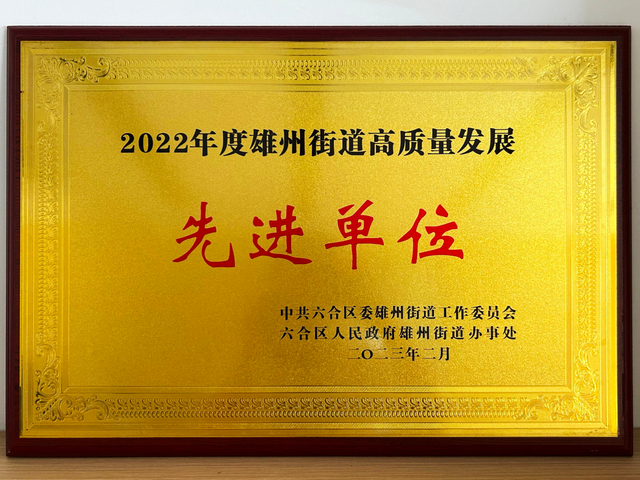 2022年度雄州街道高质量发展
先进单位
中共六合区委雄州街道工作委员会
六合区人民政府雄州街道办事处
二〇二三年二月